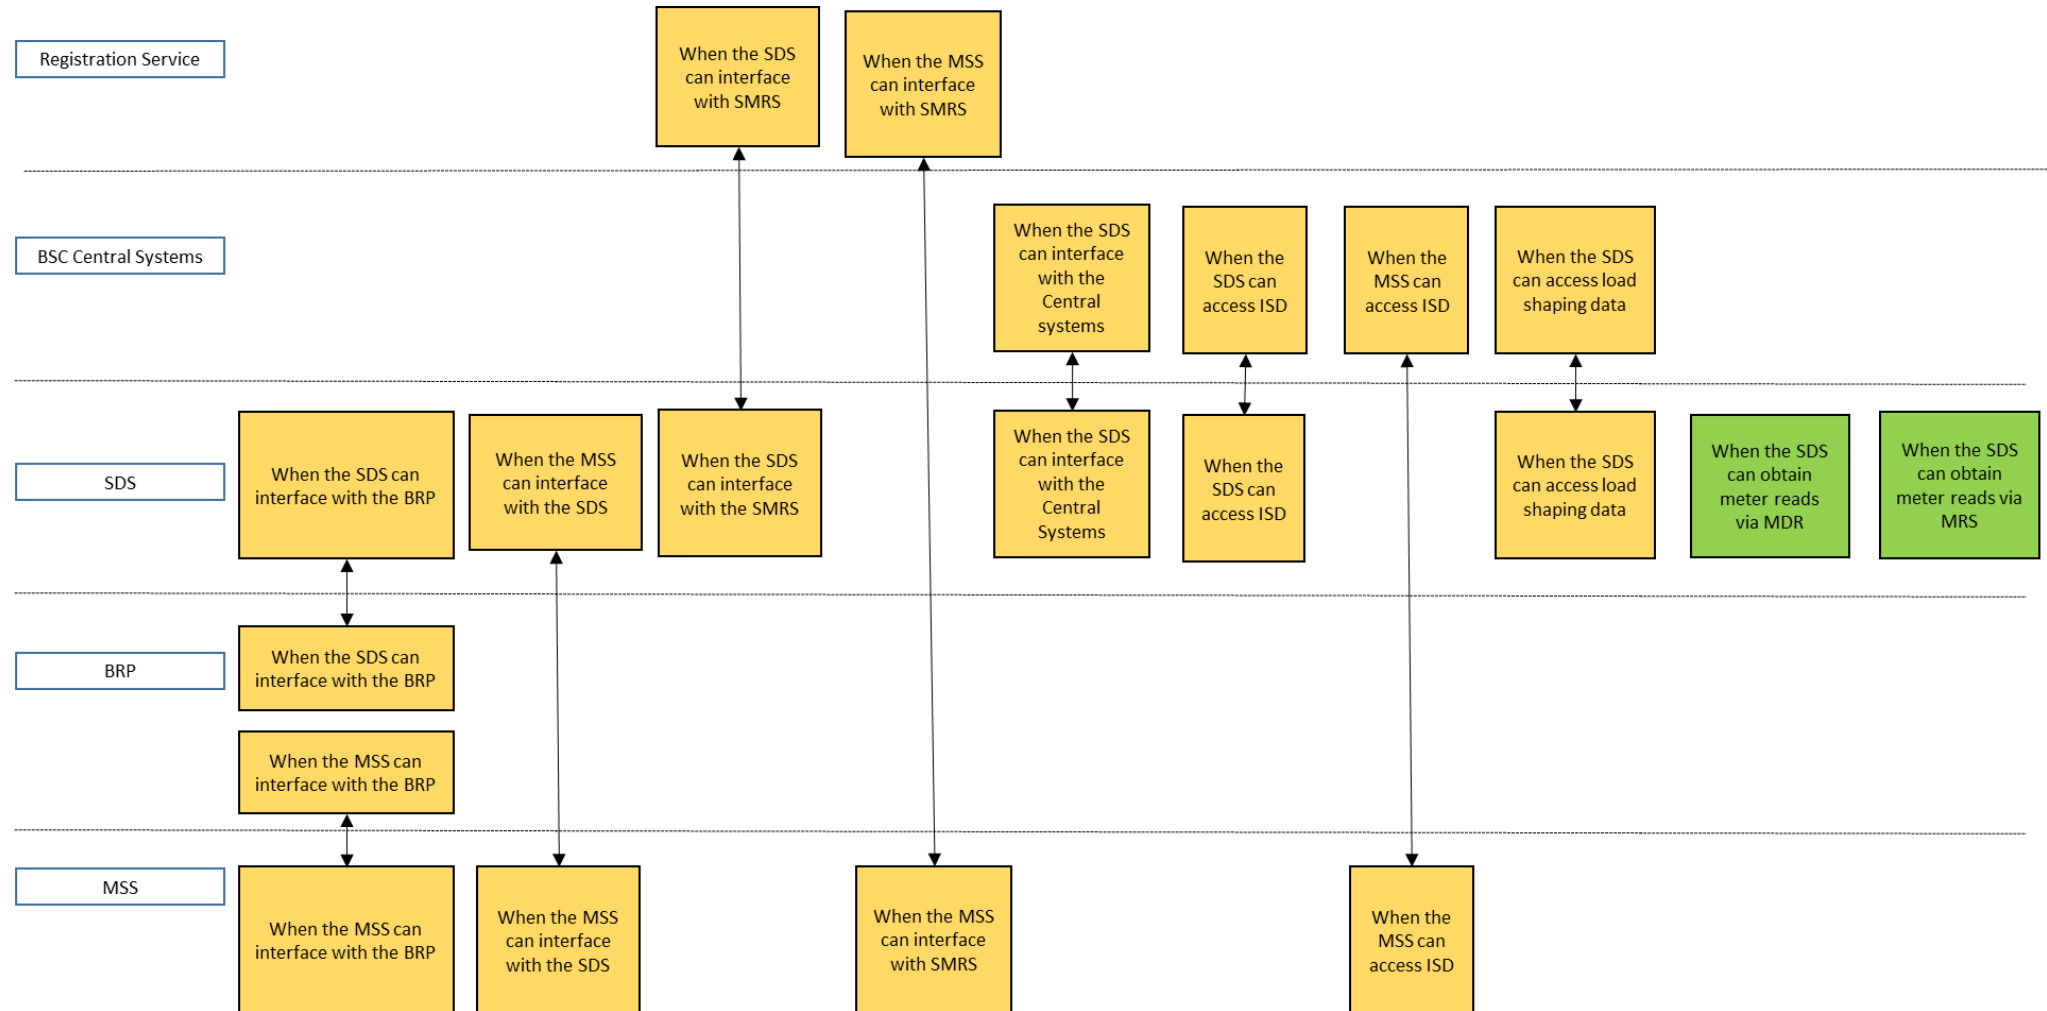 Registration Service
When the SDS
can interface
with SMRS
When the MSS
can interface
with SMRS
BSC Central Systems
When the SDS
can interface
with the
Central
systems
When the
SDS can
access ISD
When the
MSS can
access ISD
When the SDS
can access load
shaping data
SDS
When the SDS can
interface with the BRP
When the MSS
can interface
with the SDS
When the SDS
can interface
with the SMRS
When the SDS
can interface
with the
Central
Systems
When the
SDS can
access ISD
When the SDS
can access load
shaping data
When the SDS
can obtain
meter reads
via MDR
When the SDS
can obtain
meter reads via
MRS
BRP
When the SDS can
interface with the BRP
When the MSS can
interface with the BRP
MSS
When the MSS can
interface with the BRP
When the MSS
can interface
with the SDS
When the MSS
can interface
with SMRS
When the
MSS can
access ISD